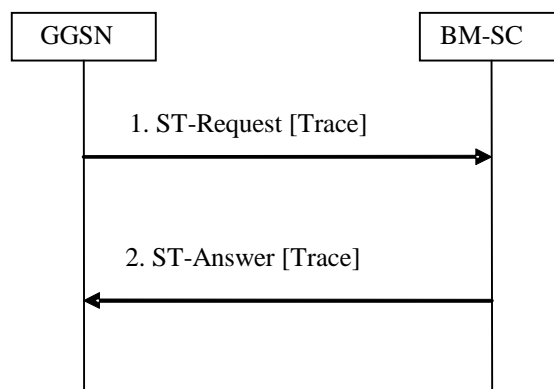 GGSN
BM-SC
1. ST-Request [Trace]
2. ST-Answer [Trace]